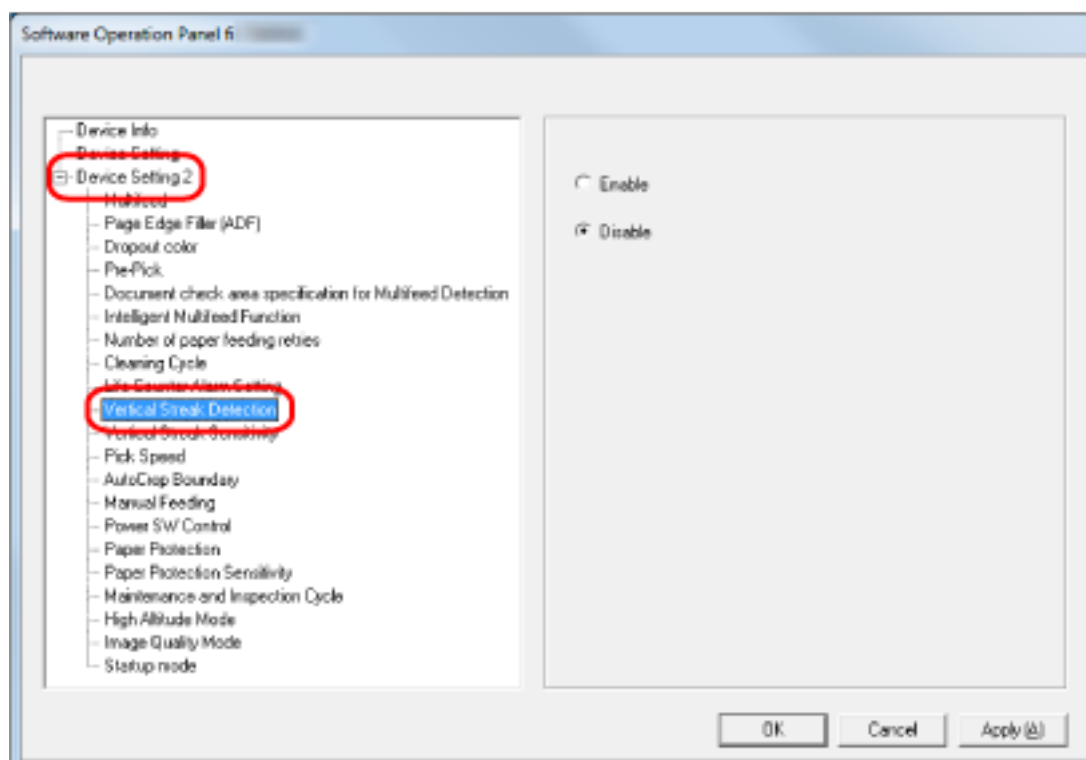 Software Operation Panel fi
Device Info
Device Setting
Device Setting 2
Multifeed
Page Edge Filler (ADF)
Dropout color
Pre-Pick
Document check area specification for Multifeed Detection
Intelligent Multifeed Function
Number of paper feeding retries
Cleaning Cycle
Life Counter Alarm Setting
Vertical Streak Detection
Vertical Streak Sensitivity
Pick Speed
AutoCrop Boundary
Manual Feeding
Power SW Control
Paper Protection
Paper Protection Sensitivity
Maintenance and Inspection Cycle
High Altitude Mode
Image Quality Mode
Startup mode
Enable
Disable
OK
Cancel
Apply (A)